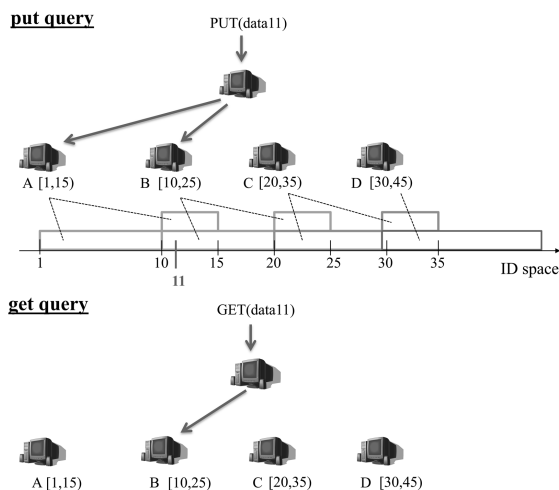 put query
PUT(data11)
A [1,15) B [10,25) C [20,35) D [30,45)
1 10 15 20 25 30 35
11
ID space
get query
GET(data11)
A [1,15) B [10,25) C [20,35) D [30,45)